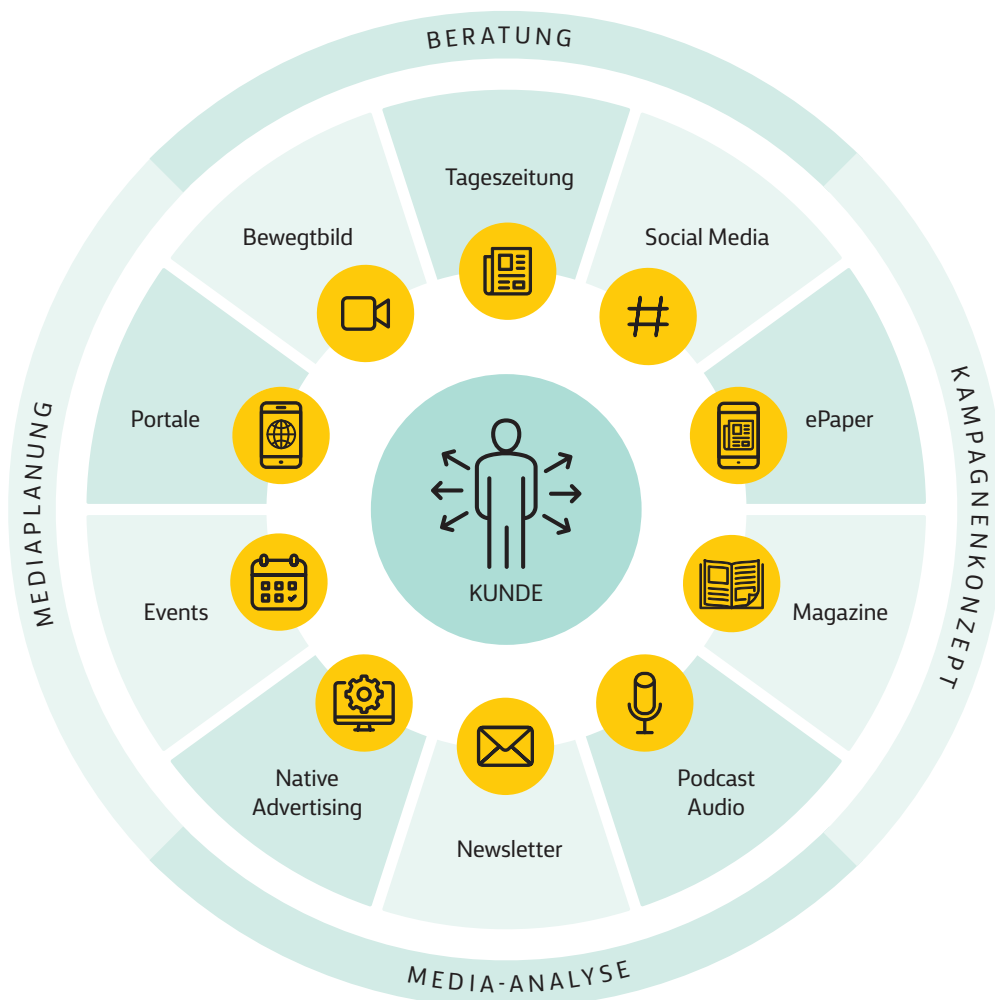 BERATUNG
Tageszeitung
Social Media
Bewegtbild
ePaper
Portale
KAMPAGNENKONZEPT
MEDIAPLANUNG
KUNDE
Magazine
Events
Podcast
Audio
Native
Advertising
Newsletter
MEDIA-ANALYSE